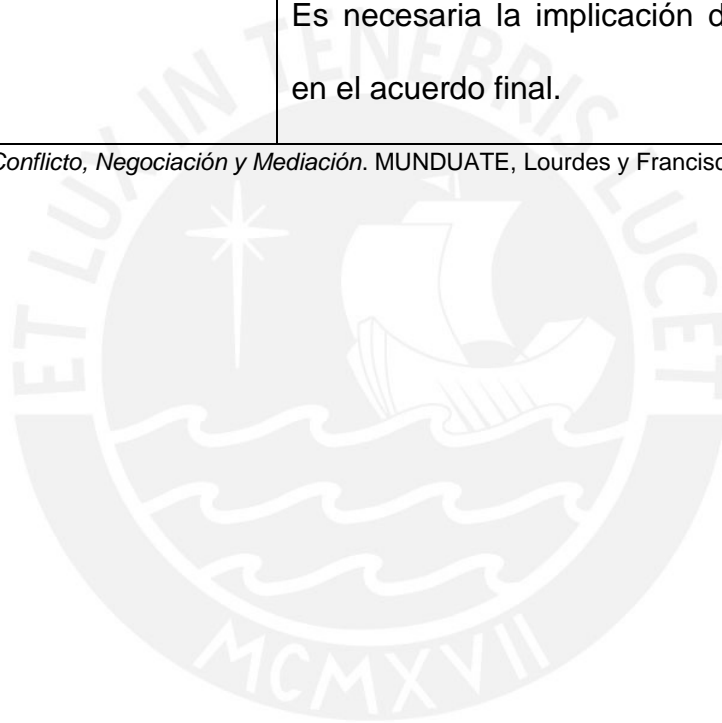 Es necesaria la implicación
en el acuerdo final.
Conflicto, Negociación y Mediación. MUNDUATE, Lourdes y Francisc
ET LUX IN TENEBRIS LUCET
MCMXVII